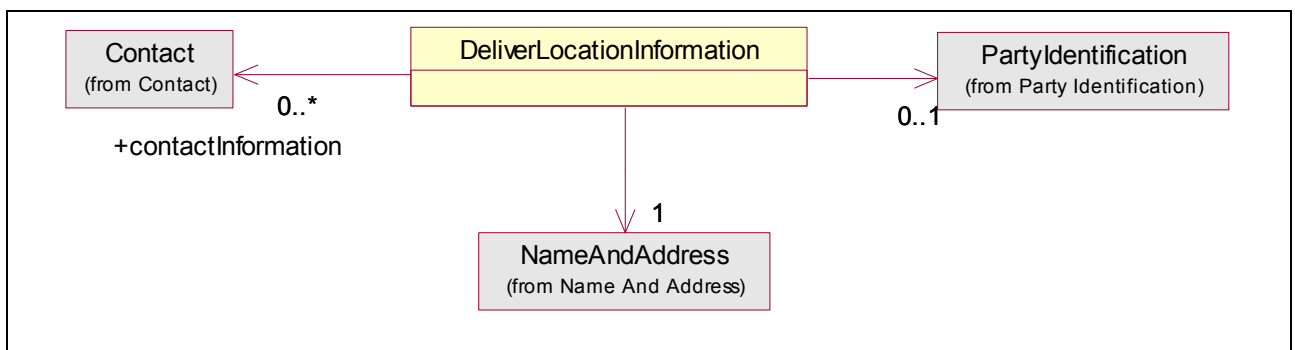 Contact
(from Contact)
DeliverLocationInformation
PartyIdentification
(from Party Identification)
0..*
+contactInformation
0..1
1
NameAndAddress
(from Name And Address)